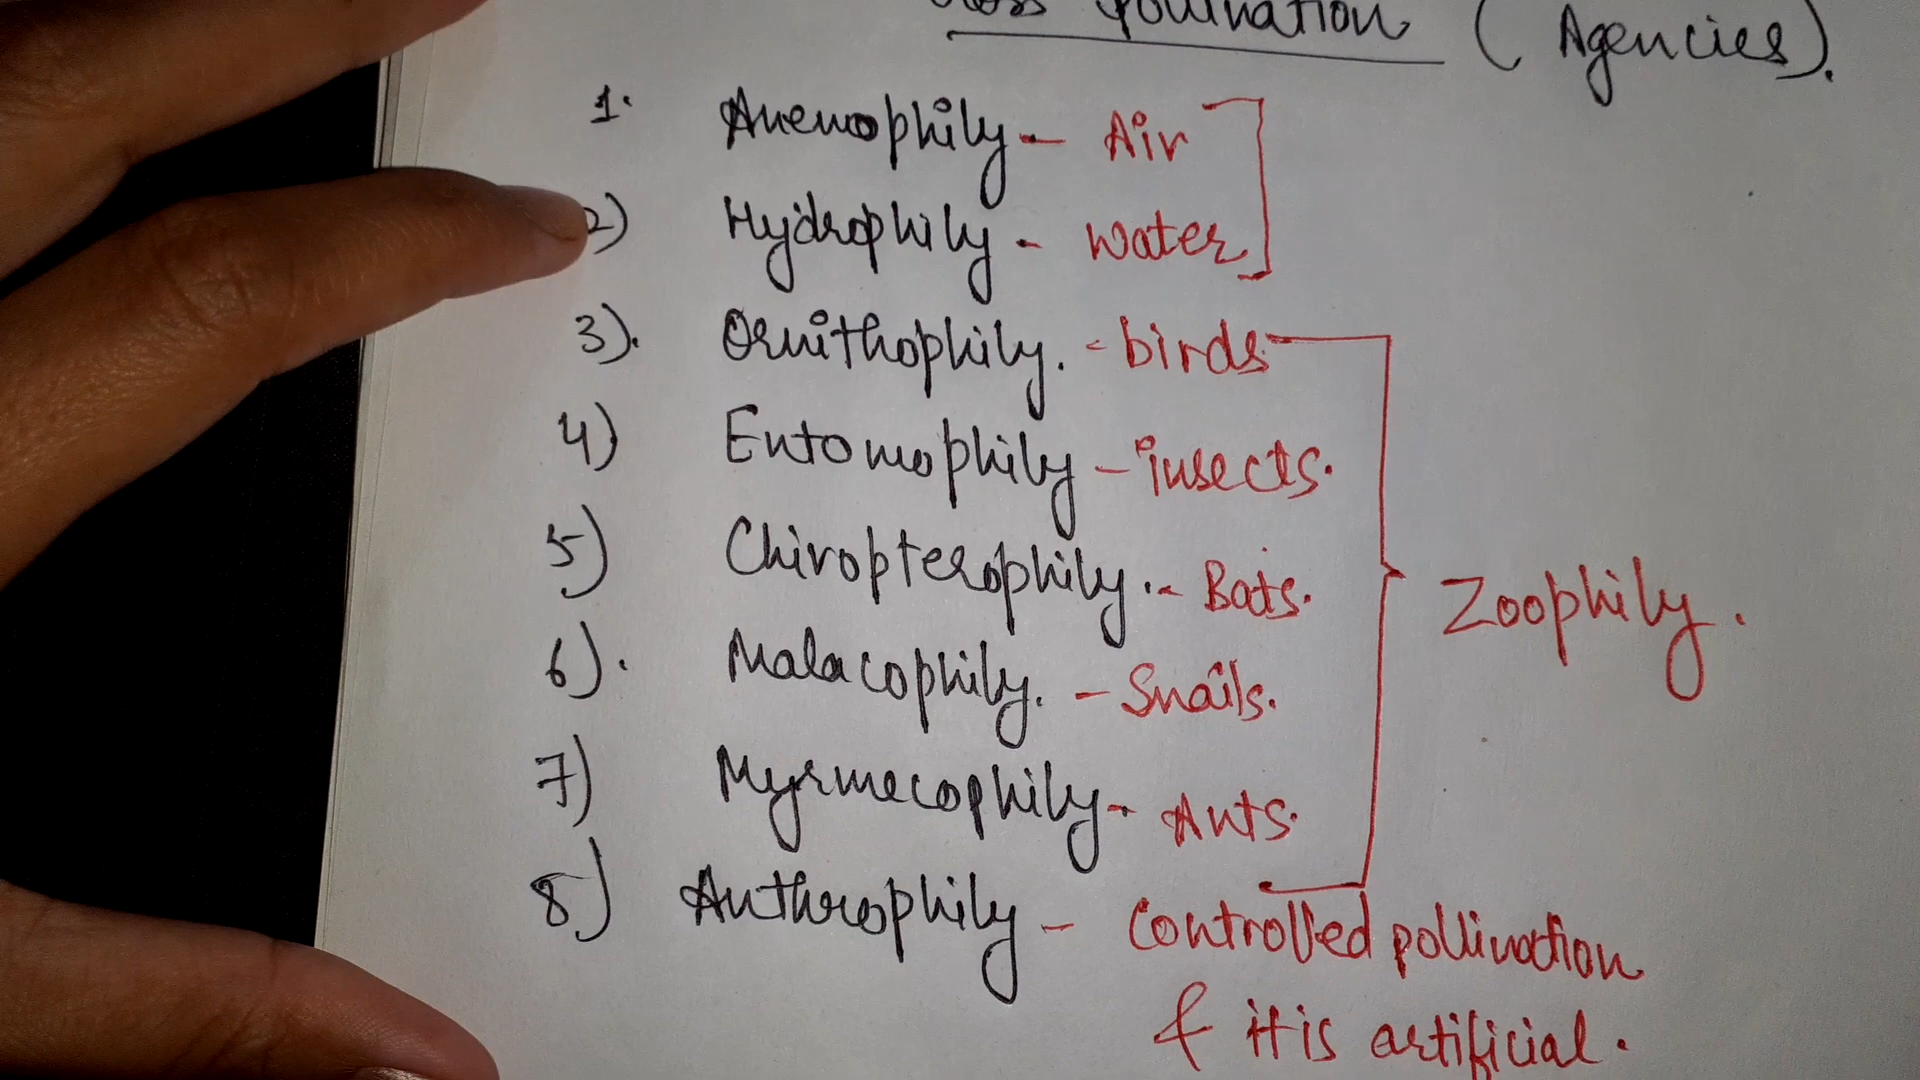 Cross Pollination (Agencies).
1. Anemophily - Air
2) Hydrophily - Water
3). Ornithophily. - birds
4) Entomophily - insects.
5) Chiropterophily. - Bats.
6). Malacophily. - Snails.
7) Myrmecophily - Ants.
Zoophily.
8) Anthrophily - Controlled pollination
& it is artificial.